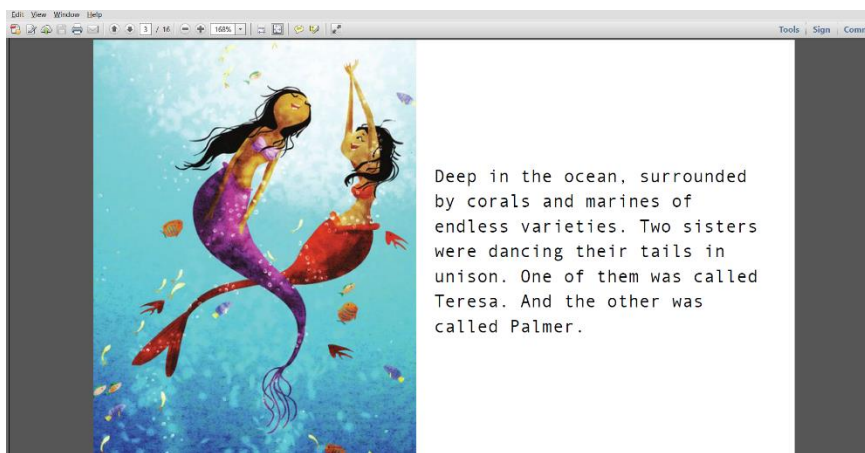 Edit View Window Help
3 / 16 168% Tools Sign Comm
Deep in the ocean, surrounded
by corals and marines of
endless varieties. Two sisters
were dancing their tails in
unison. One of them was called
Teresa. And the other was
called Palmer.